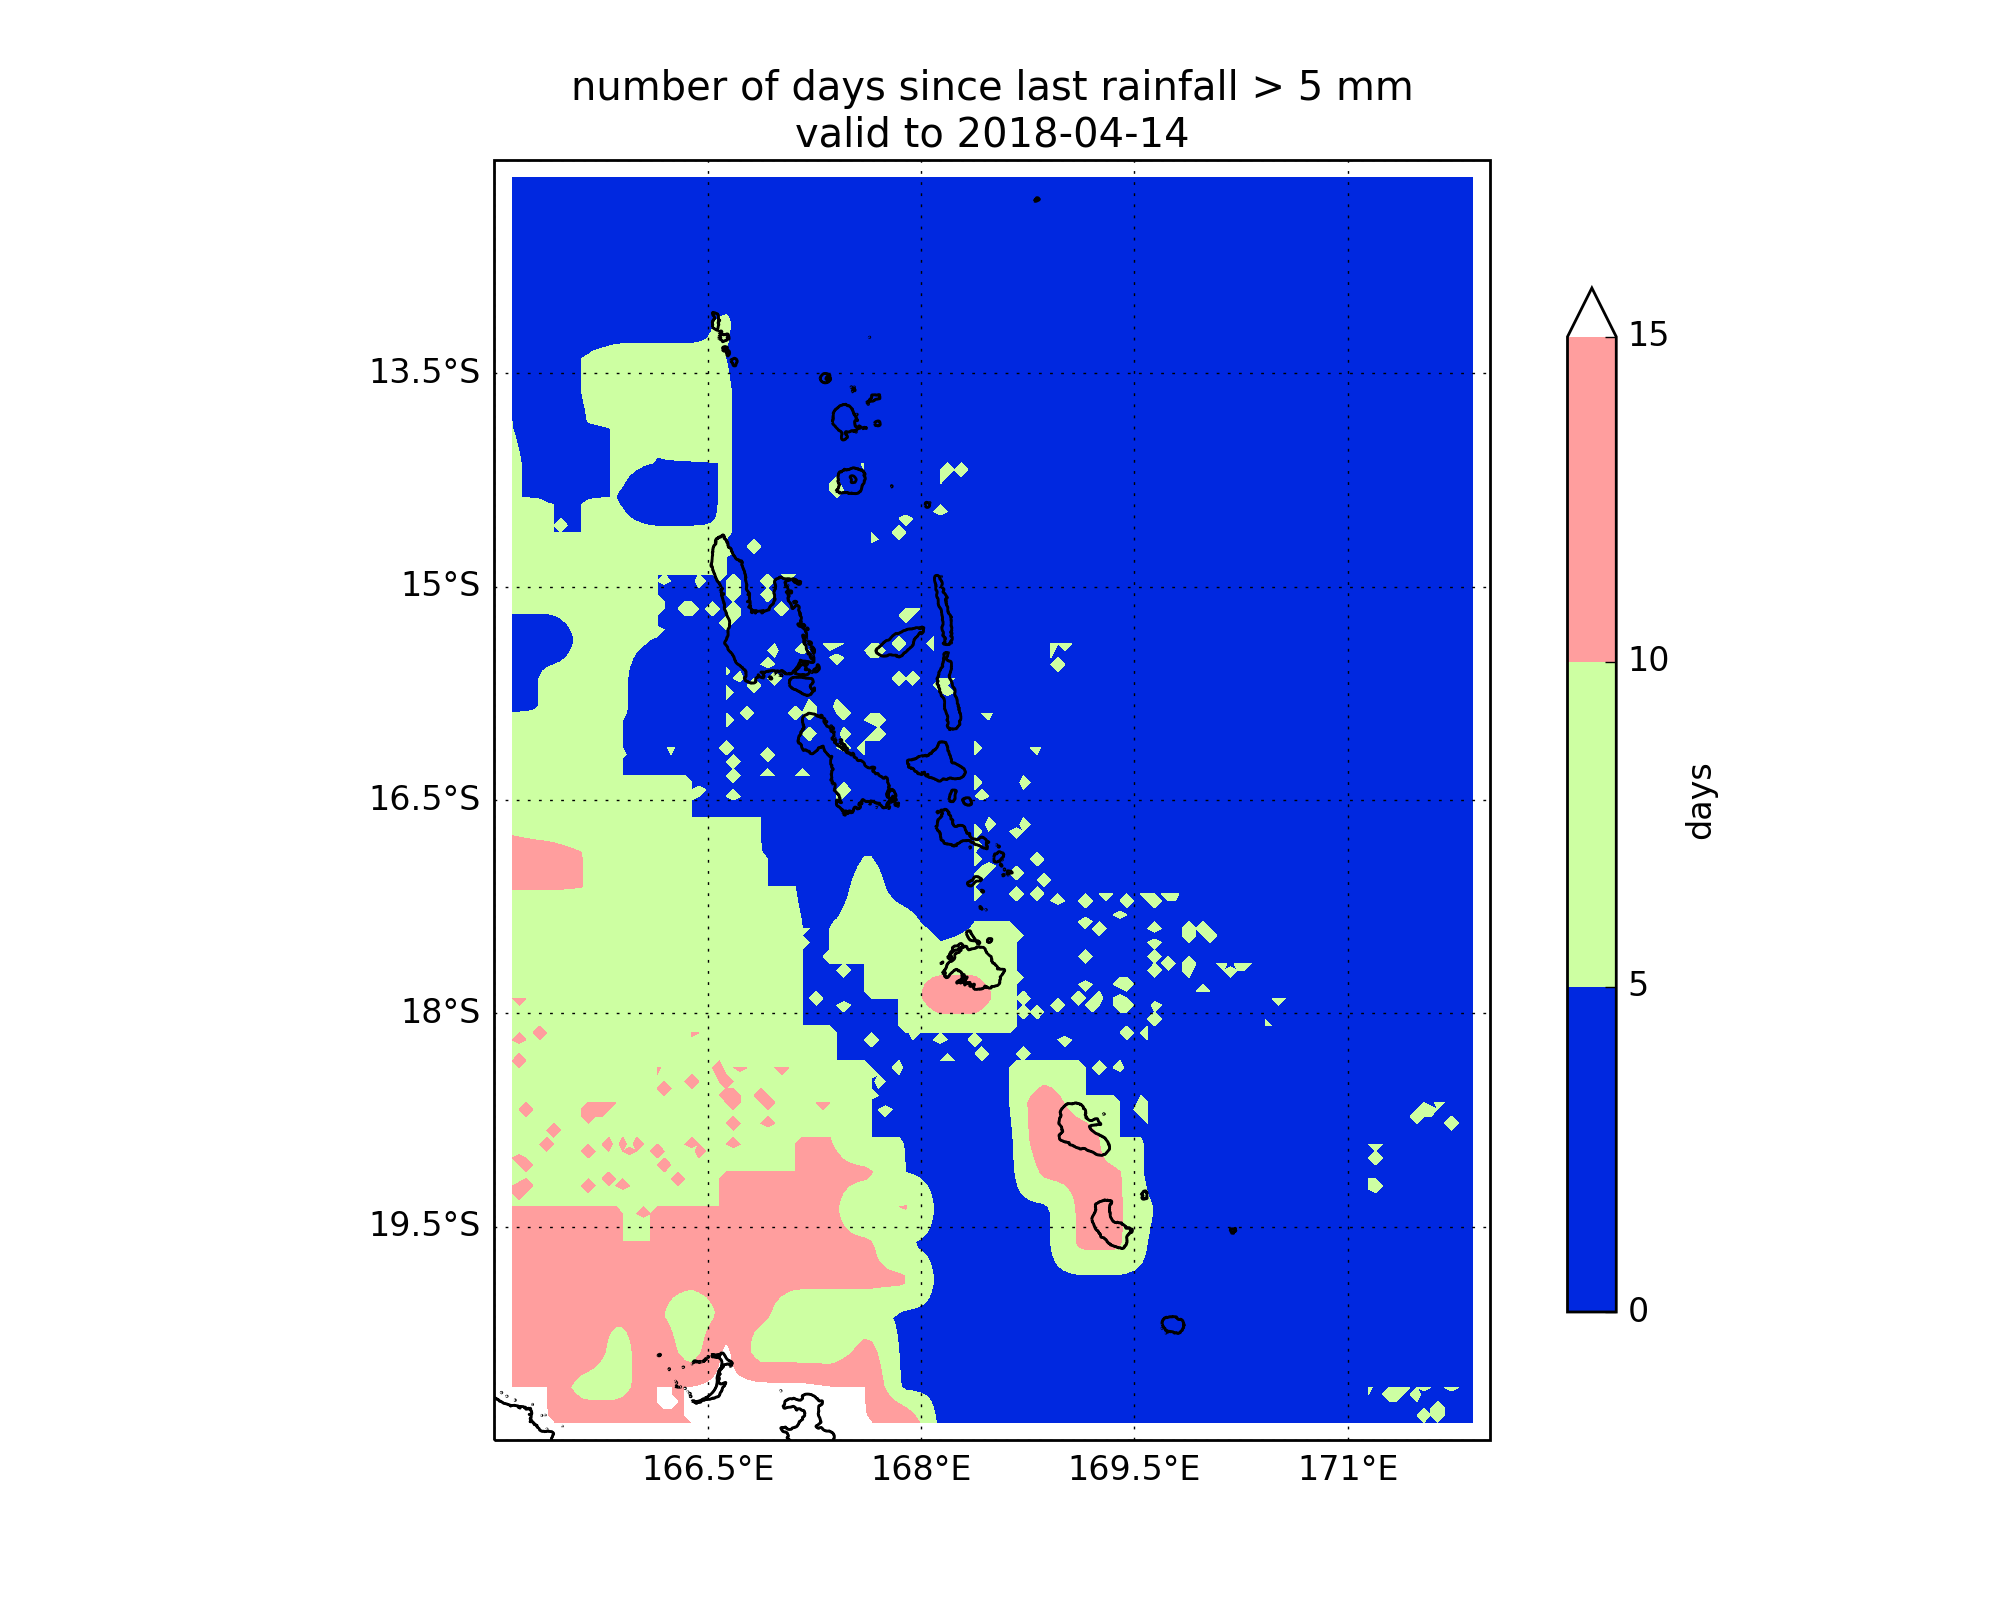 number of days since last rainfall > 5 mm
valid to 2018-04-14
13.5°S
15°S
16.5°S
18°S
19.5°S
166.5°E
168°E
169.5°E
171°E
15
10
5
0
days